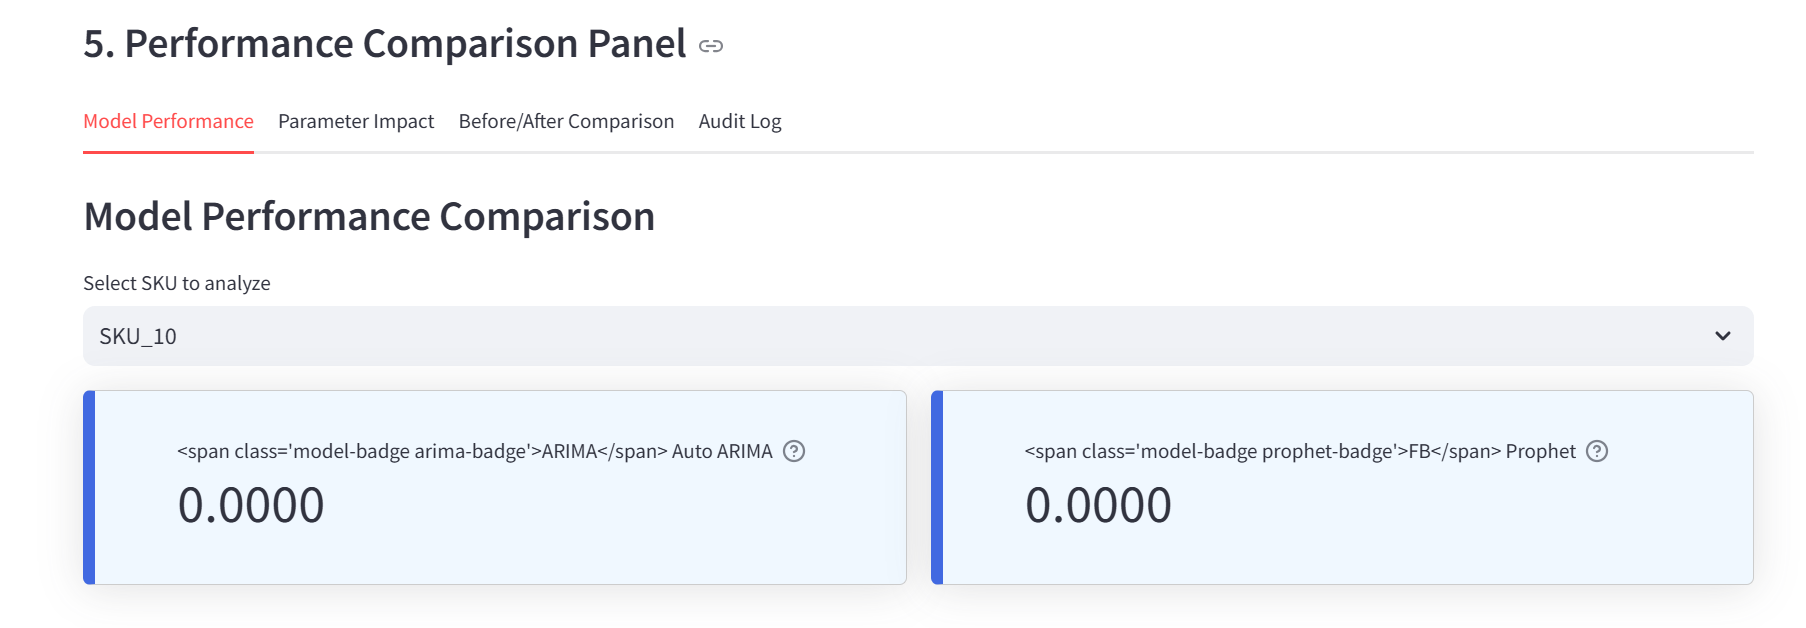 5. Performance Comparison Panel
Model Performance Parameter Impact Before/After Comparison Audit Log
Model Performance Comparison
Select SKU to analyze
SKU_10
<span class='model-badge arima-badge'>ARIMA</span> Auto ARIMA
0.0000
<span class='model-badge prophet-badge'>FB</span> Prophet
0.0000